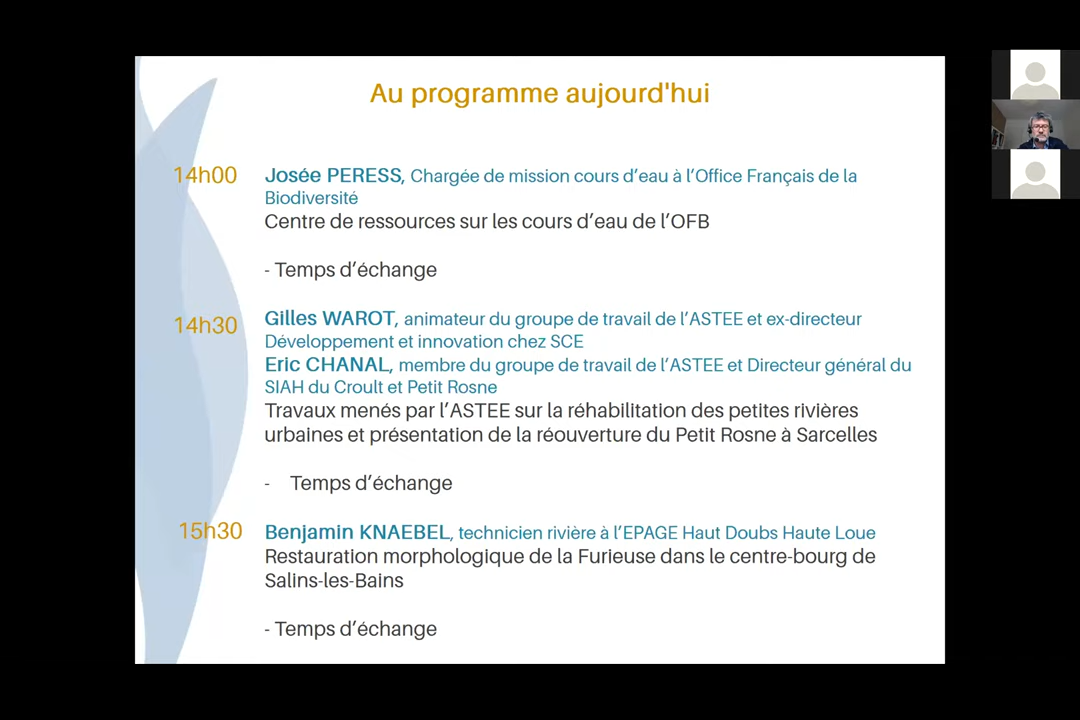 Au programme aujourd'hui
14h00
Josée PERESS, Chargée de mission cours d’eau à l’Office Français de la
Biodiversité
Centre de ressources sur les cours d’eau de l’OFB
- Temps d’échange
14h30
Gilles WAROT, animateur du groupe de travail de l’ASTEE et ex-directeur
Développement et innovation chez SCE
Eric CHANAL, membre du groupe de travail de l’ASTEE et Directeur général du
SIAH du Croult et Petit Rosne
Travaux menés par l’ASTEE sur la réhabilitation des petites rivières
urbaines et présentation de la réouverture du Petit Rosne à Sarcelles
- Temps d’échange
15h30
Benjamin KNAEBEL, technicien rivière à l’EPAGE Haut Doubs Haute Loue
Restauration morphologique de la Furieuse dans le centre-bourg de
Salins-les-Bains
- Temps d’échange